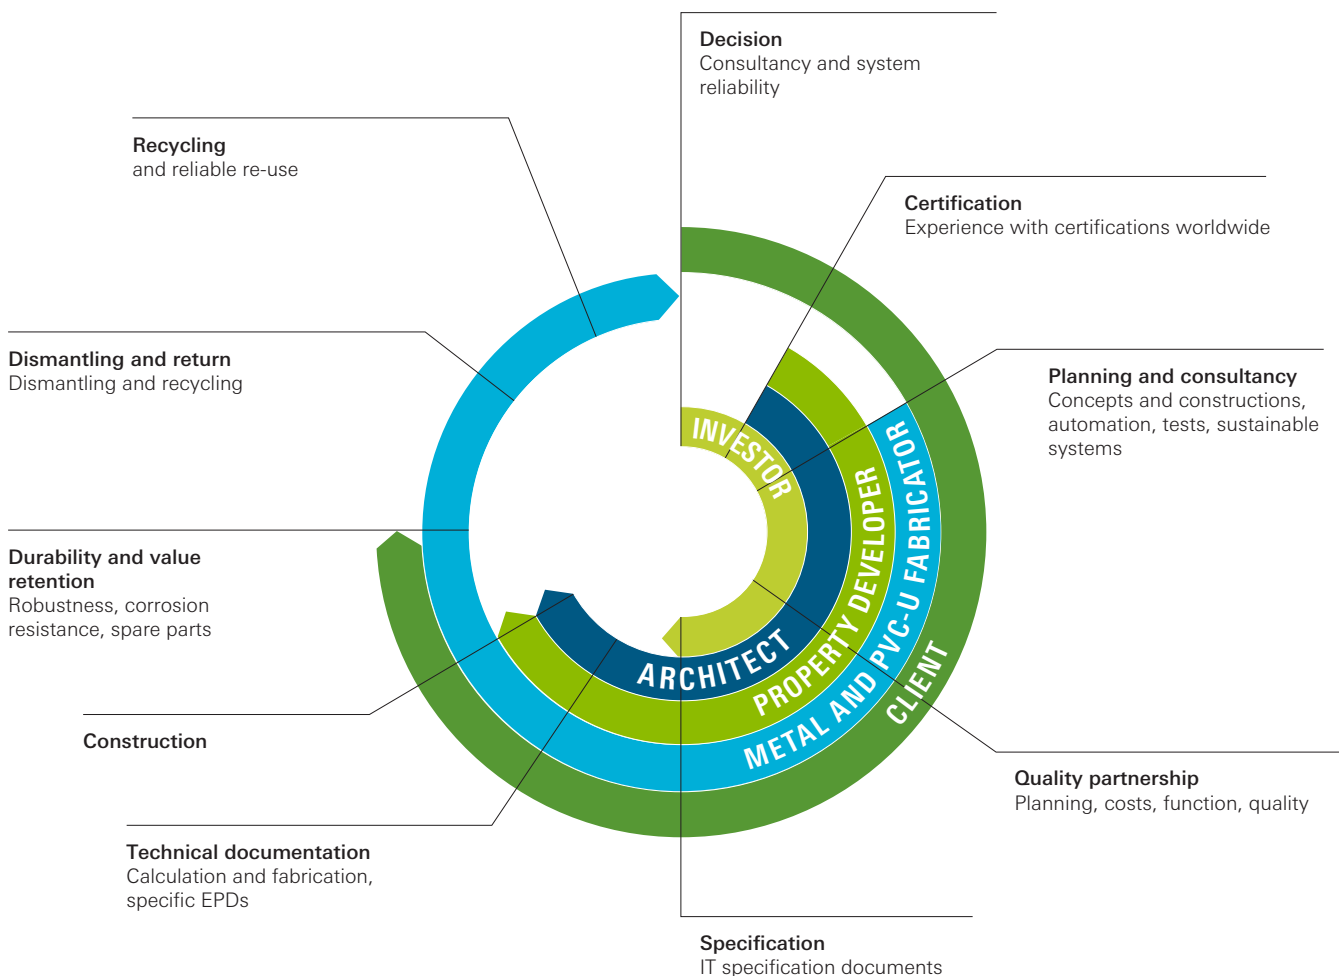 Decision
Consultancy and system
reliability
Recycling
and reliable re-use
Certification
Experience with certifications worldwide
Dismantling and return
Dismantling and recycling
Planning and consultancy
Concepts and constructions,
automation, tests, sustainable
systems
INVESTOR
ARCHITECT
PROPERTY DEVELOPER
METAL AND PVC-U FABRICATOR
CLIENT
Durability and value
retention
Robustness, corrosion
resistance, spare parts
Construction
Quality partnership
Planning, costs, function, quality
Technical documentation
Calculation and fabrication,
specific EPDs
Specification
IT specification documents